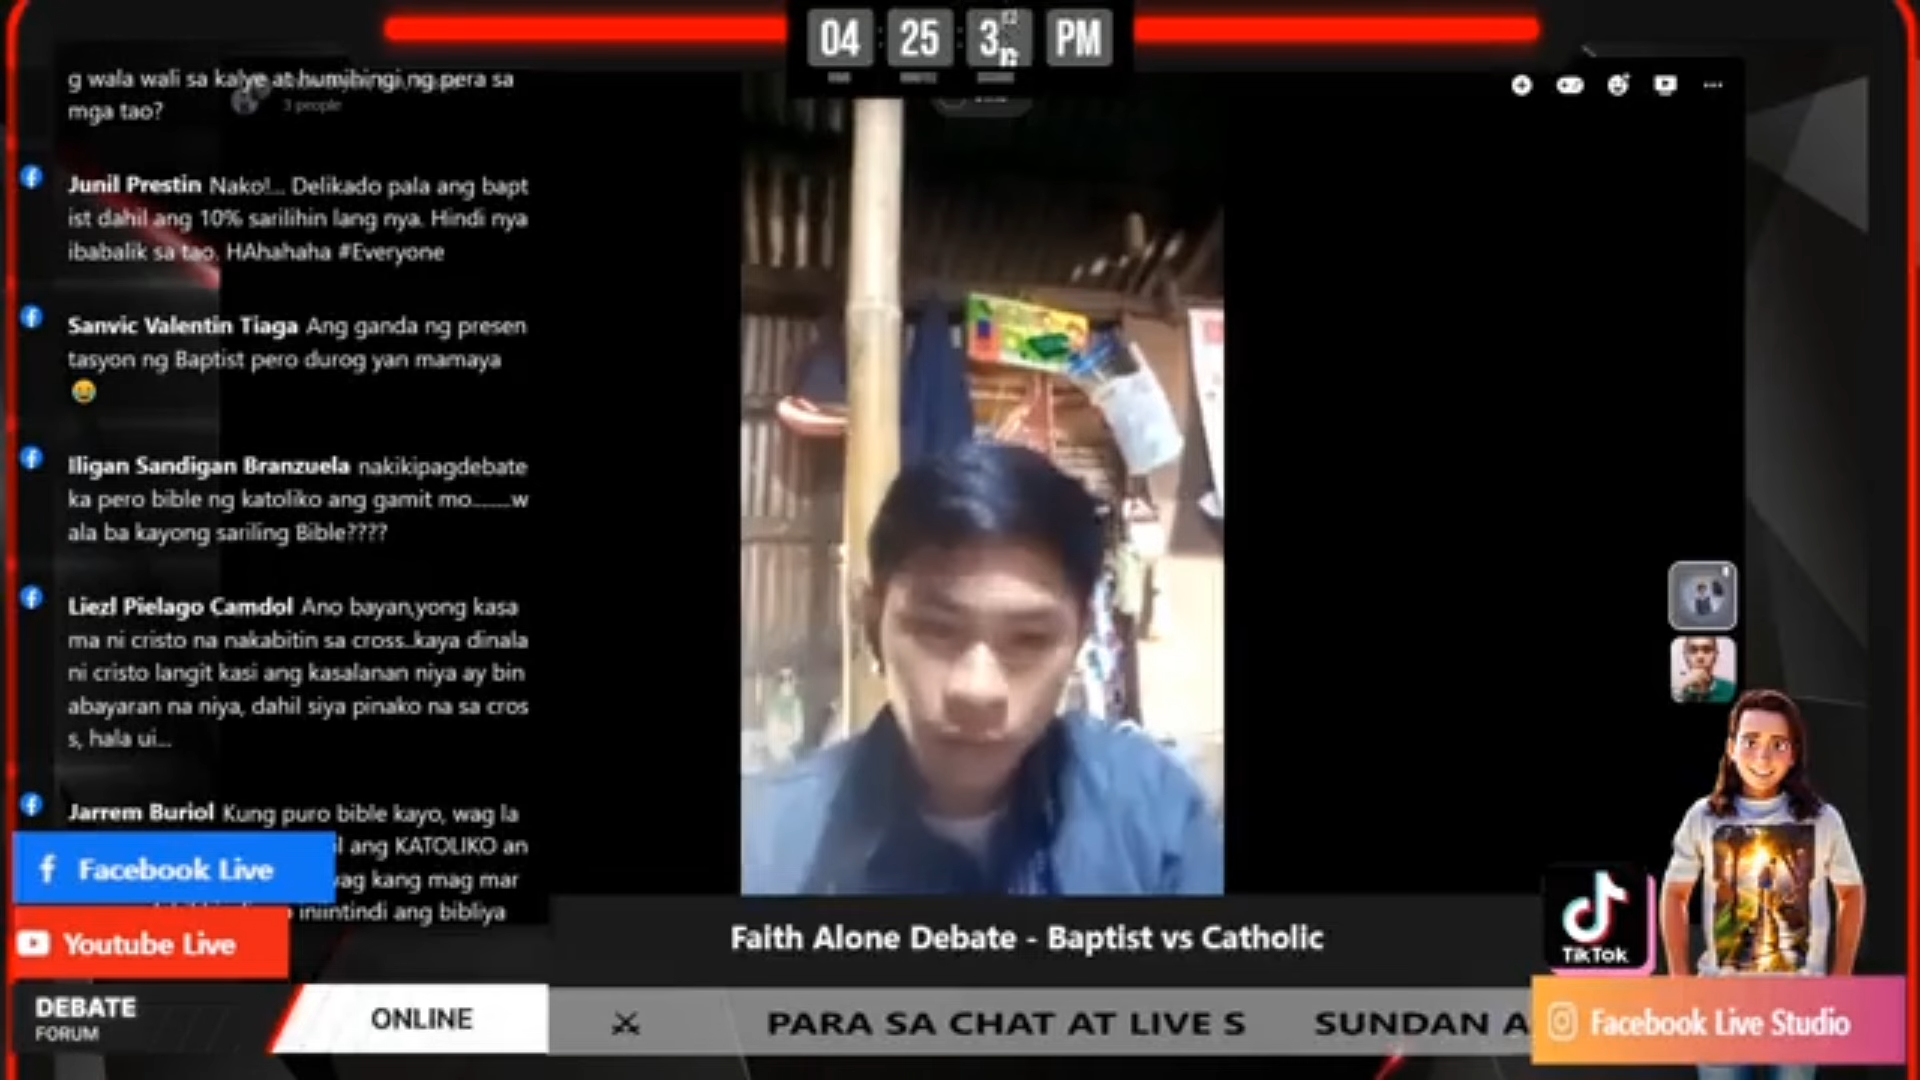 04 : 25 : 3 PM
g wala wali sa kalye at humihingi ng pera sa
mga tao?
3 people
Junil Prestin Nako!... Delikado pala ang bapt
ist dahil ang 10% sarilihin lang nya. Hindi nya
ibabalik sa tao. HAhahaha #Everyone
Sanvic Valentin Tiaga Ang ganda ng presen
tasyon ng Baptist pero durog yan mamaya
😂
Iligan Sandigan Branzuela nakikipagdebate
ka pero bible ng katoliko ang gamit mo.......w
ala ba kayong sariling Bible????
Liezl Pielago Camdol Ano bayan,yong kasa
ma ni cristo na nakabitin sa cross..kaya dinala
ni cristo langit kasi ang kasalanan niya ay bin
abayaran na niya, dahil siya pinako na sa cros
s, hala ui...
Jarrem Buriol Kung puro bible kayo, wag la
ang KATOLIKO an
kang mag mar
iniintindi ang bibliya
Facebook Live
Youtube Live
Faith Alone Debate - Baptist vs Catholic
TikTok
DEBATE
FORUM
ONLINE
PARA SA CHAT AT LIVE S
SUNDAN A
Facebook Live Studio